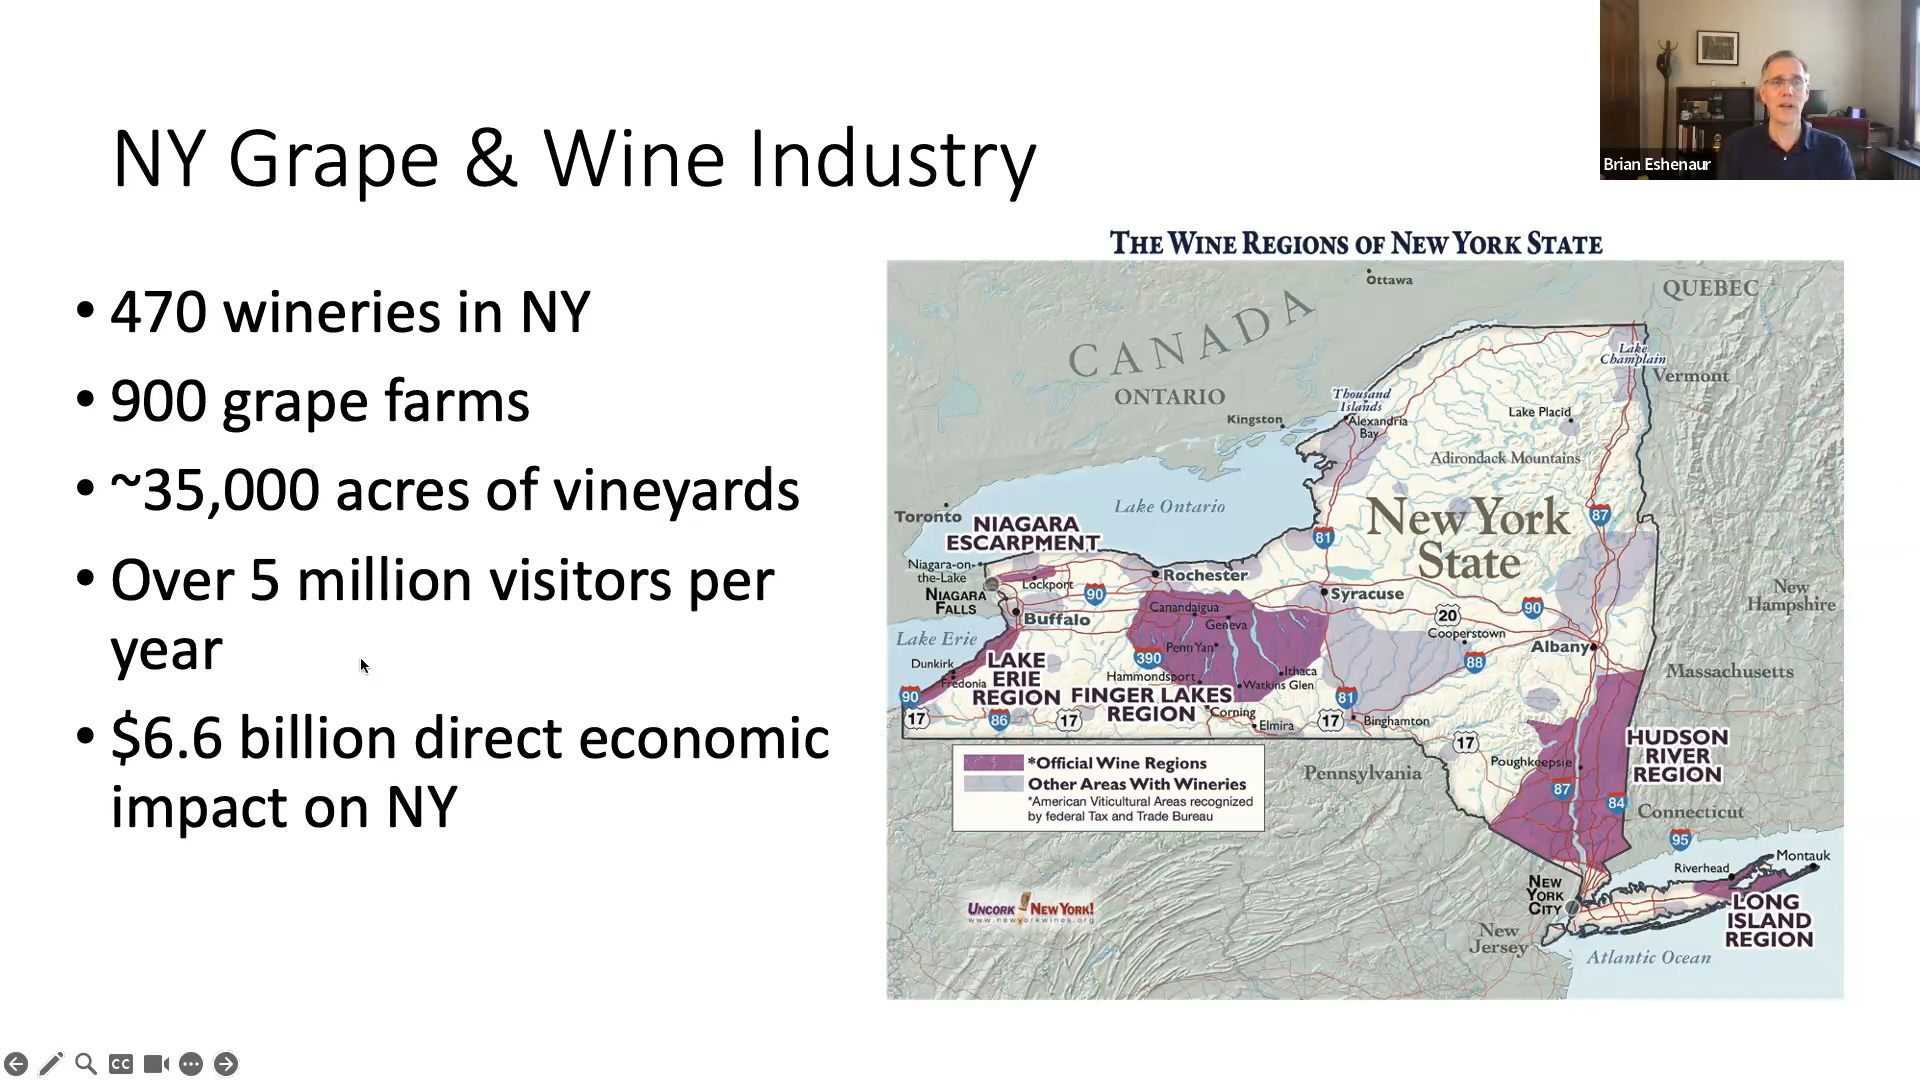 NY Grape & Wine Industry
Brian Eshenaur
• 470 wineries in NY
• 900 grape farms
• ~35,000 acres of vineyards
• Over 5 million visitors per
year
• $6.6 billion direct economic
impact on NY
THE WINE REGIONS OF NEW YORK STATE
Ottawa
QUEBEC
CANADA
ONTARIO
Kingston
Thousand
Islands
Alexandria
Bay
Lake
Champlain
Vermont
Lake Placid
Adirondack Mountains
Lake Ontario
Toronto
NIAGARA
ESCARPMENT
New York
State
87
81
Niagara-on-
the-Lake
Lockport
NIAGARA
FALLS
90
Rochester
Syracuse
20
90
New
Hampshire
Buffalo
Canandaigua
Geneva
Cooperstown
Lake Erie
Penn Yan
390
88
Albany
Massachusetts
Dunkirk
Fredonia
LAKE
ERIE
REGION
Hammondsport
Ithaca
Watkins Glen
FINGER LAKES
REGION
90
17
86
17
Corning
Elmira
17
81
Binghamton
17
HUDSON
RIVER
REGION
Poughkeepsie
87
84
Pennsylvania
Connecticut
95
*Official Wine Regions
Other Areas With Wineries
*American Viticultural Areas recognized
by federal Tax and Trade Bureau
Riverhead
Montauk
NEW
YORK
CITY
LONG
ISLAND
REGION
New
Jersey
Atlantic Ocean
UNCORK NEW YORK!
www.newyorkwines.org
CC